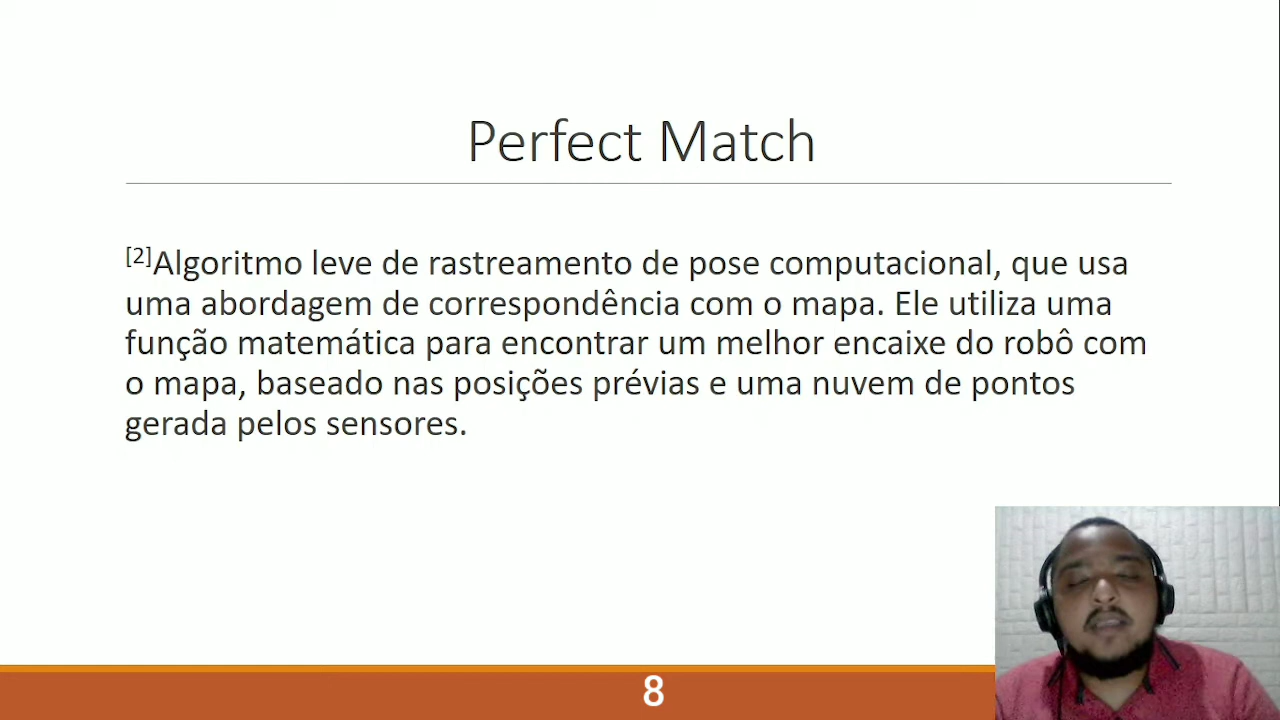 Perfect Match
[2]Algoritmo leve de rastreamento de pose computacional, que usa
uma abordagem de correspondência com o mapa. Ele utiliza uma
função matemática para encontrar um melhor encaixe do robô com
o mapa, baseado nas posições prévias e uma nuvem de pontos
gerada pelos sensores.
8